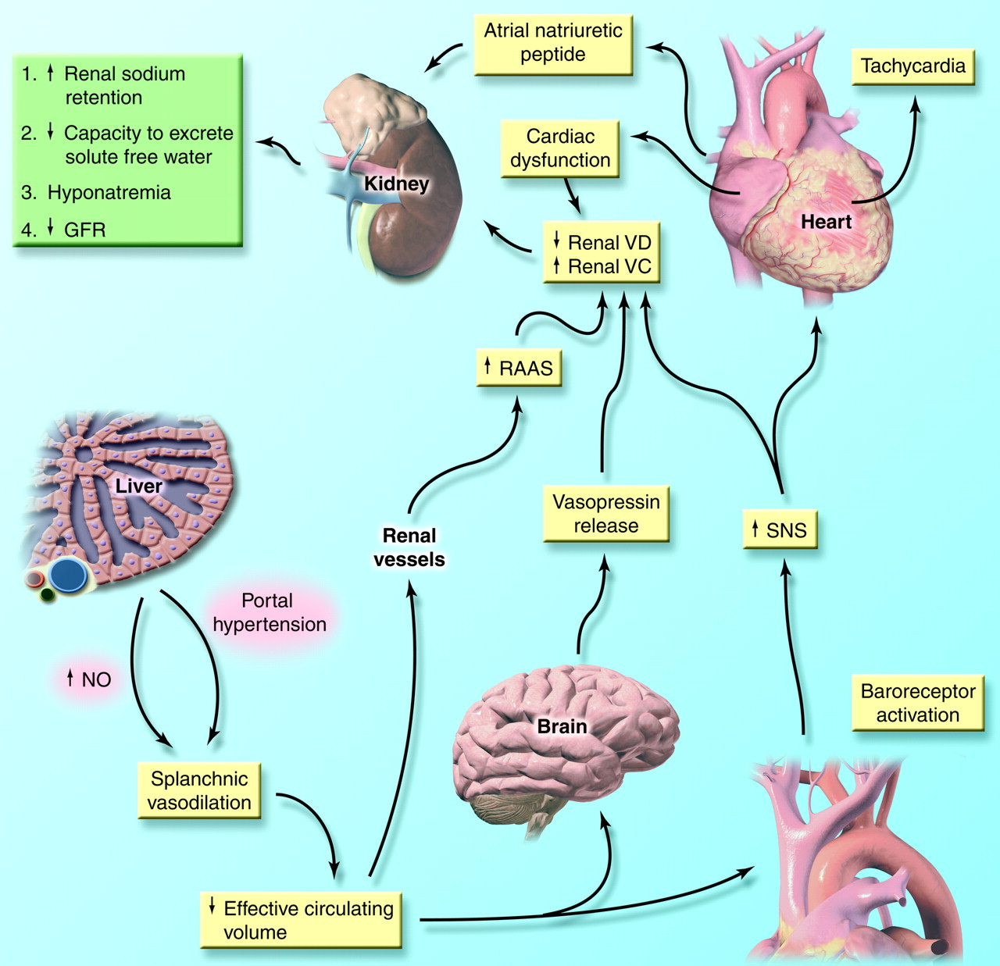 Atrial natriuretic
peptide
Tachycardia
1. ↑ Renal sodium
retention
2. ↓ Capacity to excrete
solute free water
3. Hyponatremia
4. ↓ GFR
Cardiac
dysfunction
Kidney
Heart
↓ Renal VD
↑ Renal VC
↑ RAAS
Liver
Renal
vessels
Vasopressin
release
↑ SNS
Portal
hypertension
↑ NO
Brain
Baroreceptor
activation
Splanchnic
vasodilation
↓ Effective circulating
volume